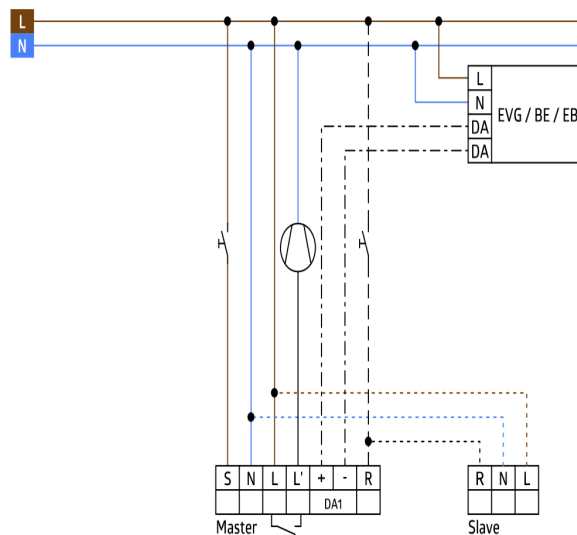 L
N
L
N
DA
DA
EVG / BE / EB
S N L L' + - R
DA1
Master
R N L
Slave